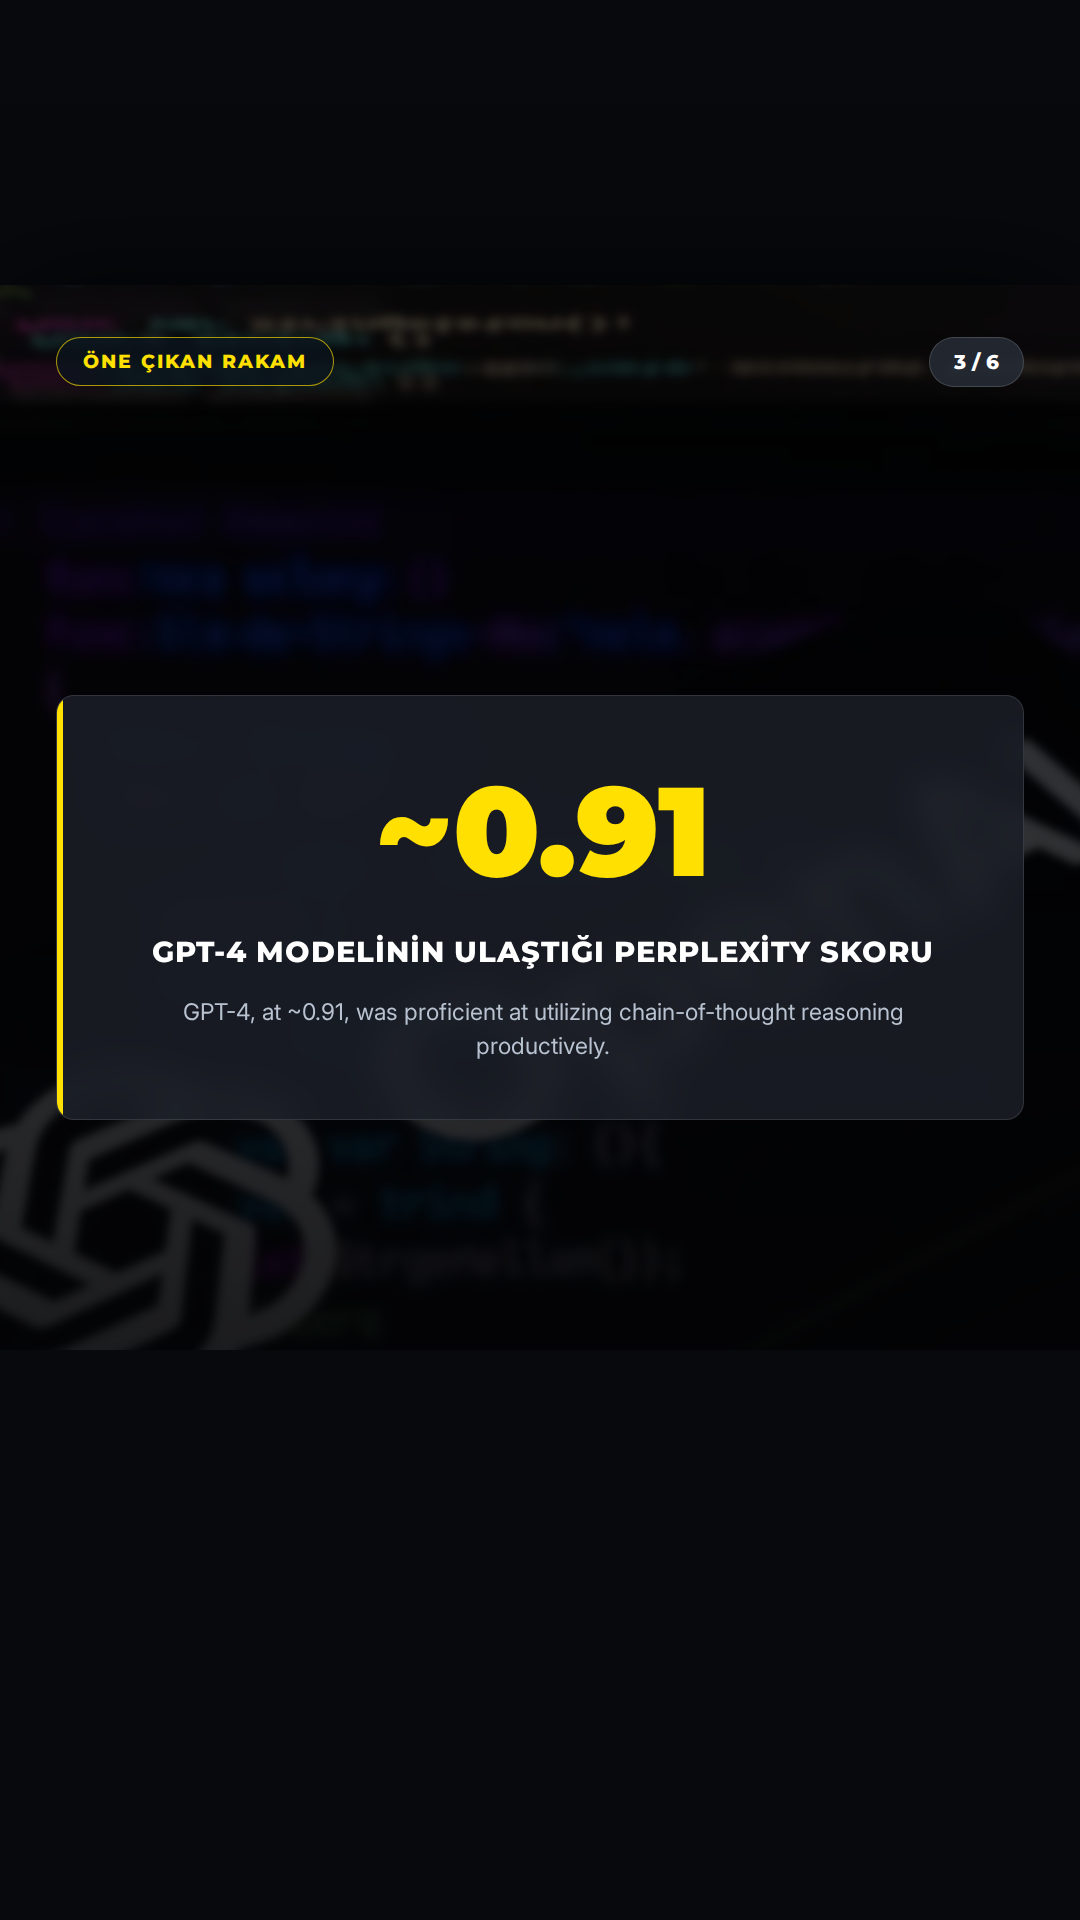 ÖNE ÇIKAN RAKAM
3 / 6
~0.91
GPT-4 MODELİNİN ULAŞTIĞI PERPLEXİTY SKORU
GPT-4, at ~0.91, was proficient at utilizing chain-of-thought reasoning
productively.